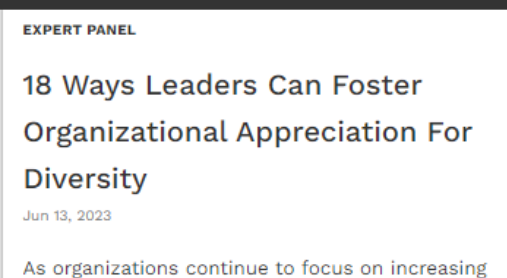 EXPERT PANEL
18 Ways Leaders Can Foster
Organizational Appreciation For
Diversity
Jun 13, 2023
As organizations continue to focus on increasing